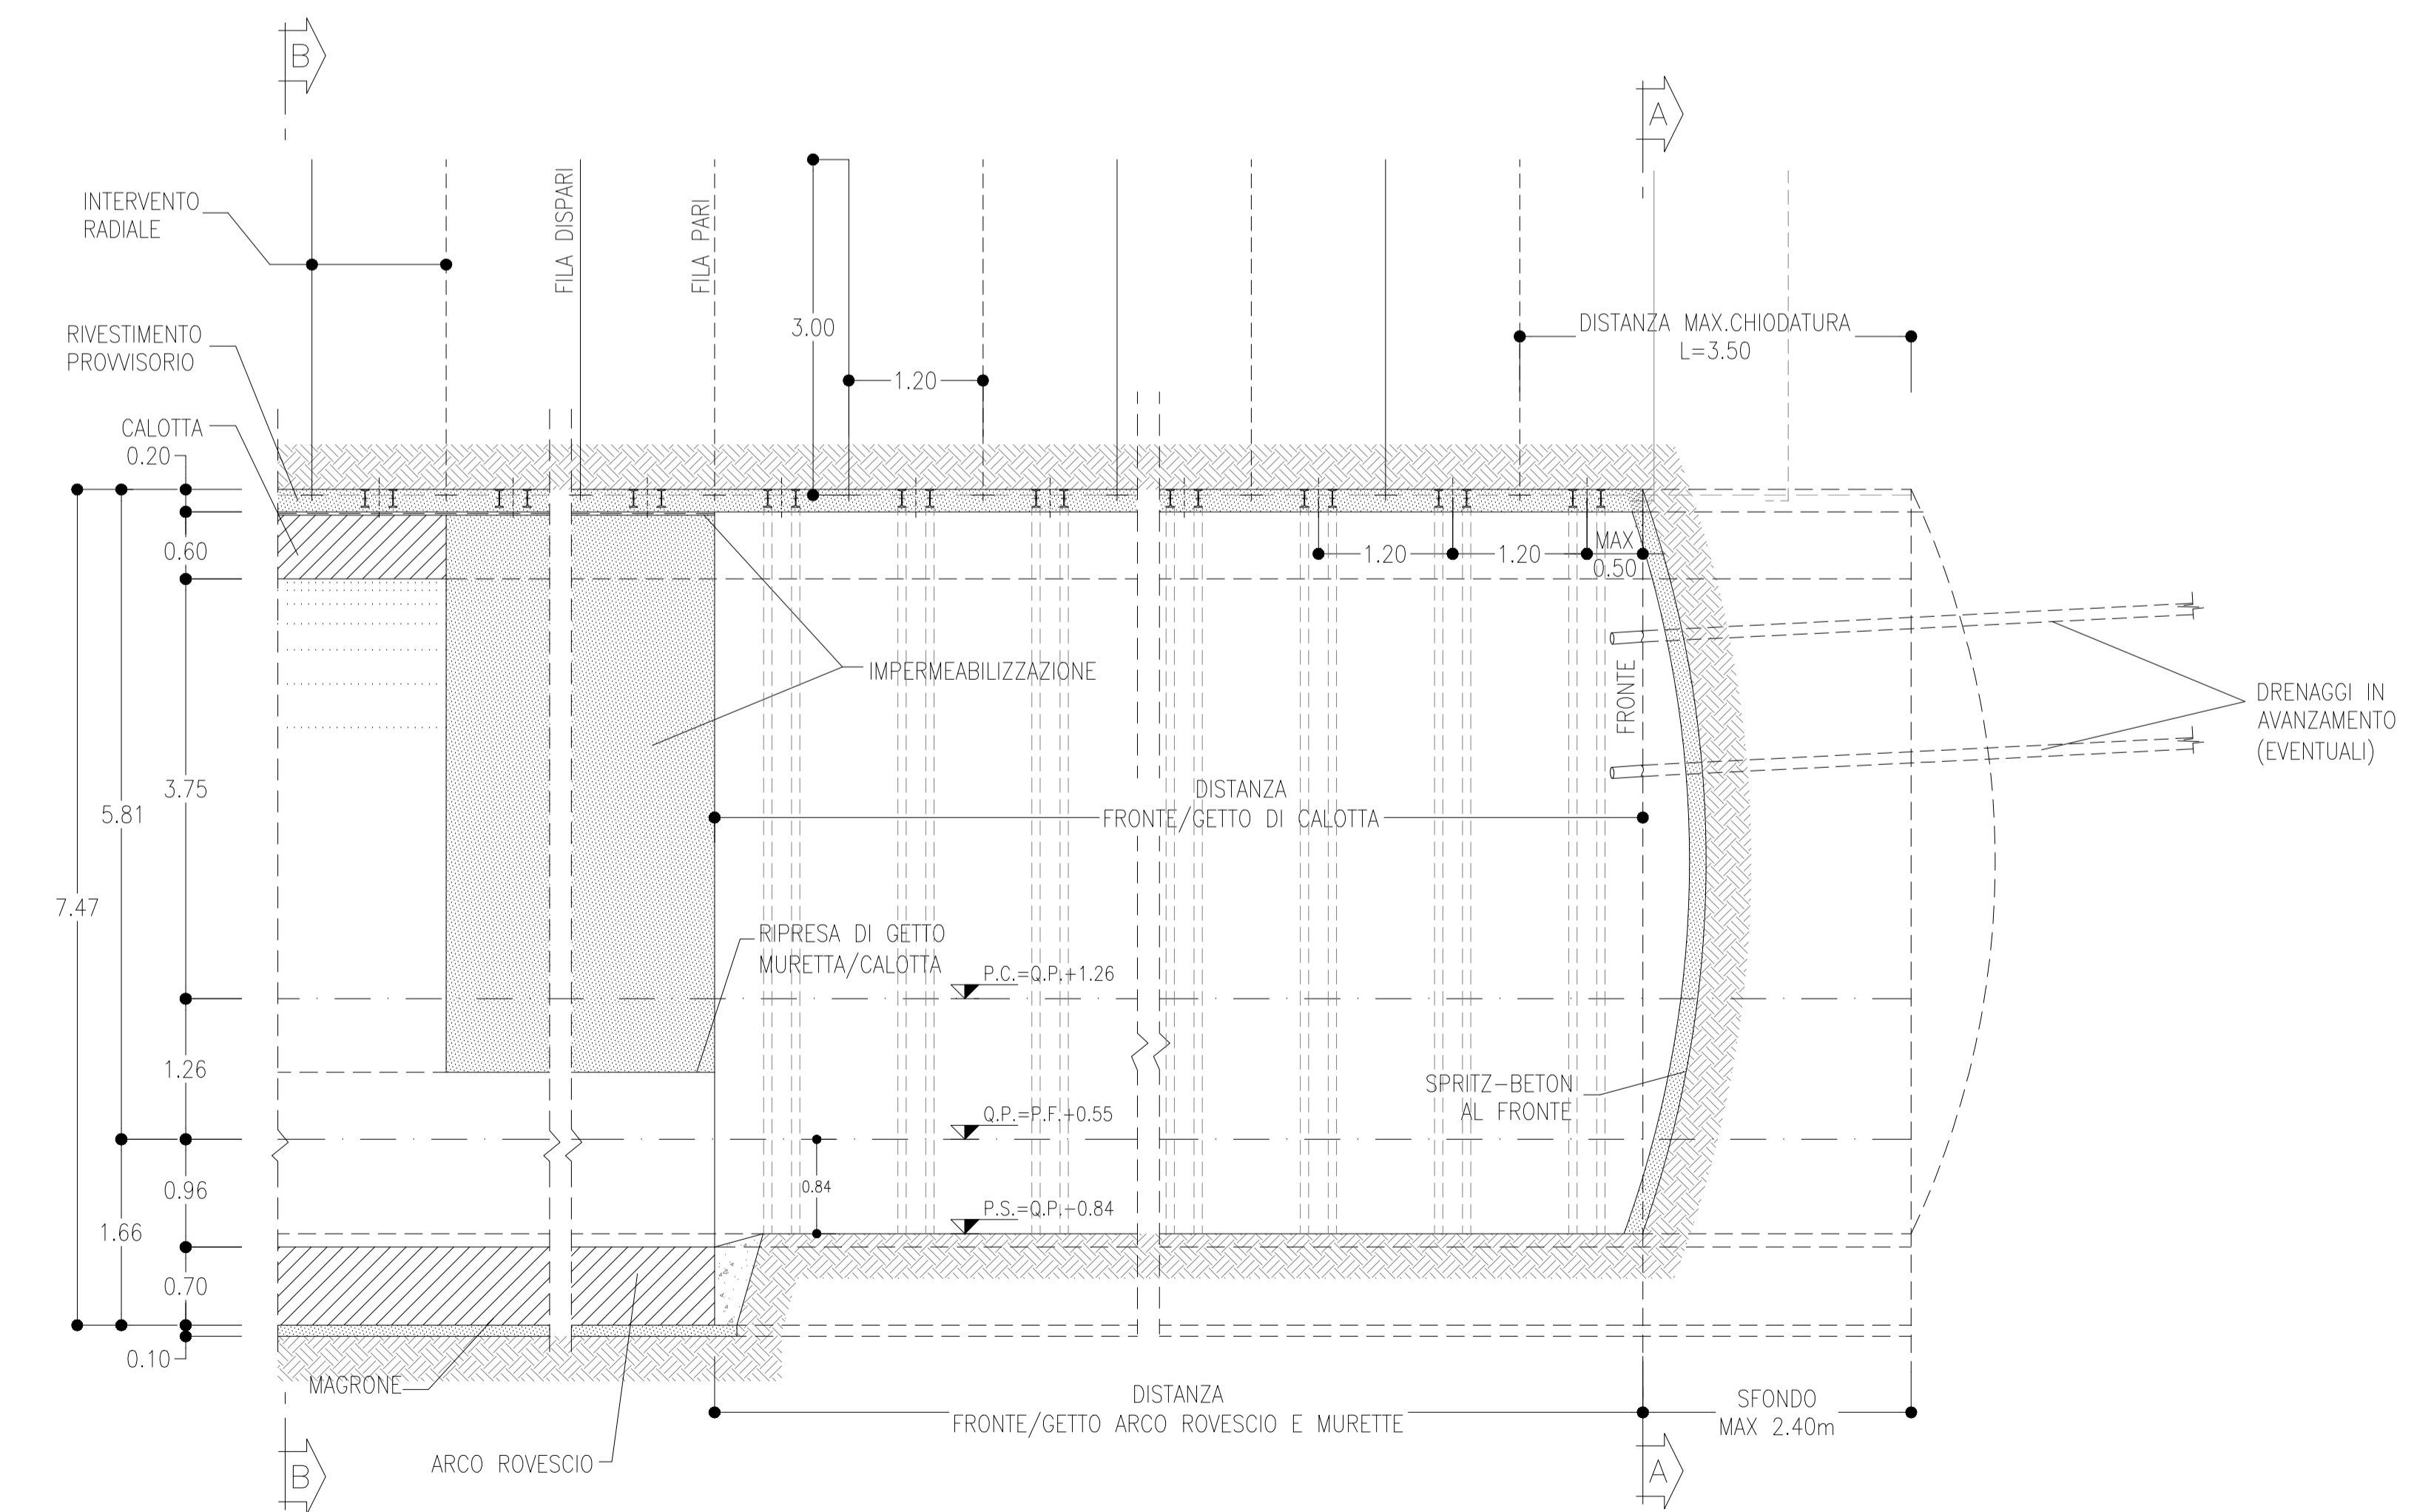 B
A
INTERVENTO
RADIALE
FILA DISPARI
FILA PARI
3.00
DISTANZA MAX.CHIODATURA
L=3.50
RIVESTIMENTO
PROVVISORIO
1.20
CALOTTA
0.20
0.60
1.20
1.20
MAX
0.50
IMPERMEABILIZZAZIONE
FRONTE
DRENAGGI IN
AVANZAMENTO
(EVENTUALI)
3.75
5.81
7.47
DISTANZA
FRONTE/GETTO DI CALOTTA
RIPRESA DI GETTO
MURETTA/CALOTTA
P.C.=Q.P.+1.26
1.26
SPRITZ-BETON
AL FRONTE
Q.P.=P.F.+0.55
0.96
0.84
P.S.=Q.P.-0.84
1.66
0.70
0.10
MAGRONE
DISTANZA
FRONTE/GETTO ARCO ROVESCIO E MURETTE
SFONDO
MAX 2.40m
ARCO ROVESCIO
B
A